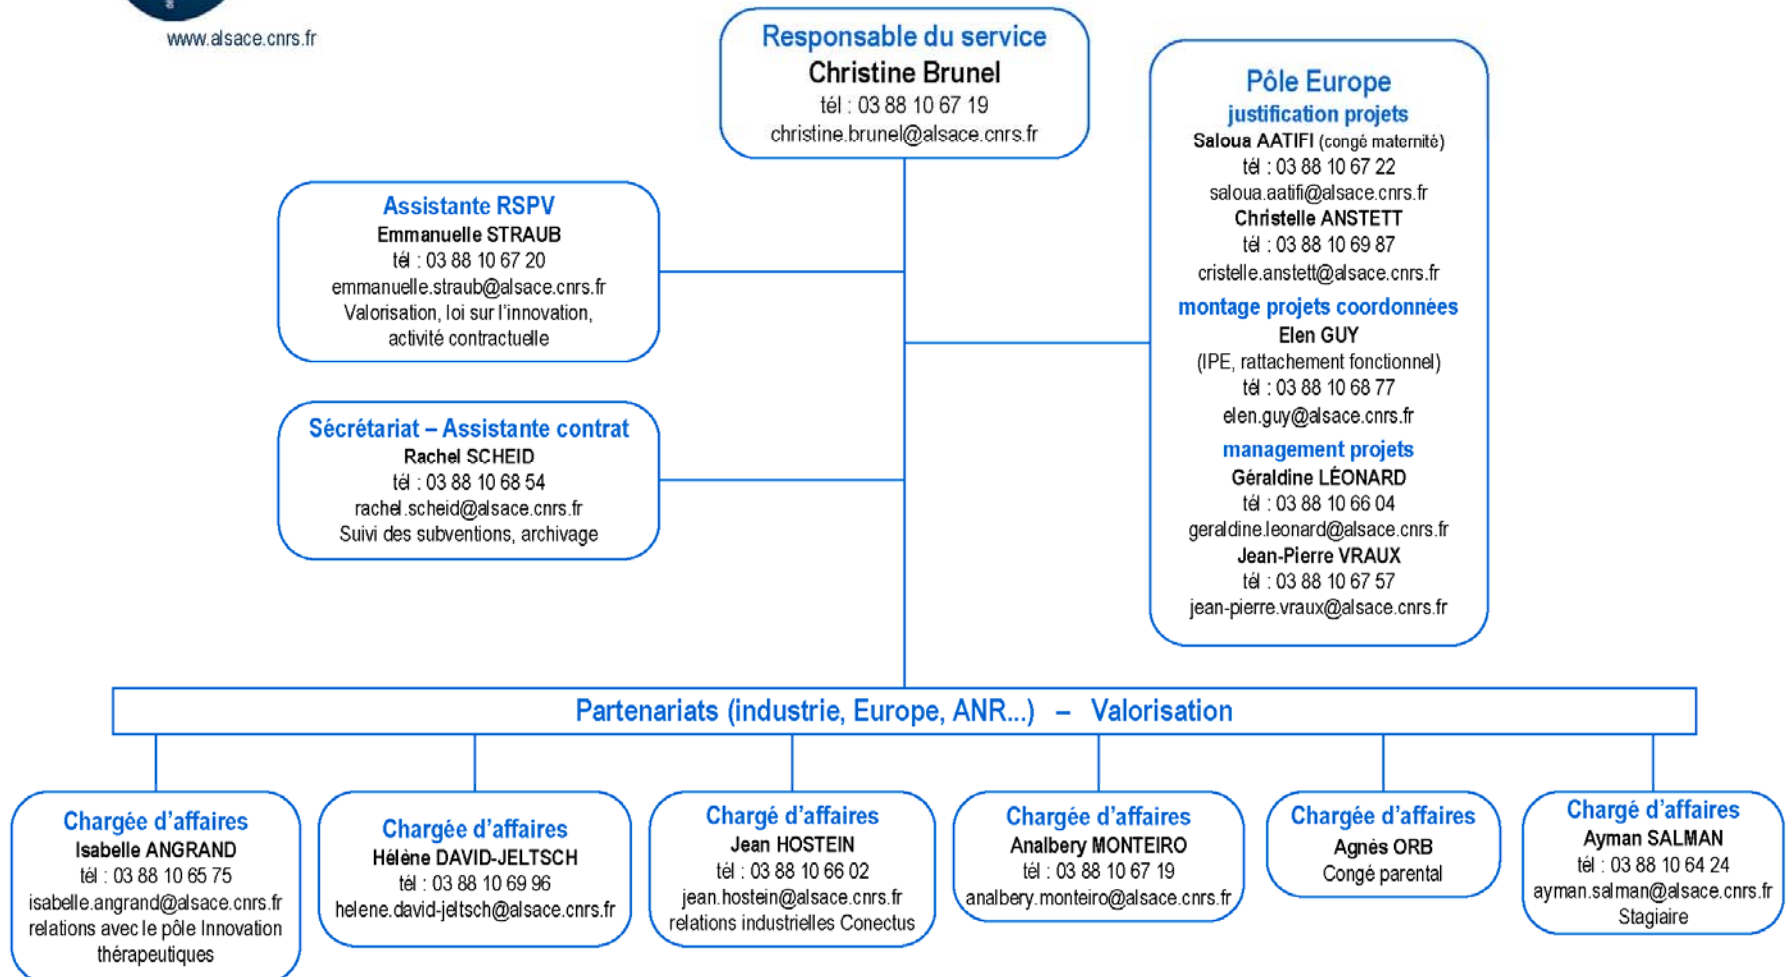 www.alsace.cnrs.fr
Responsable du service
Christine Brunel
tél : 03 88 10 67 19
christine.brunel@alsace.cnrs.fr
Pôle Europe
justification projets
Saloua AATIFI (congé maternité)
tél : 03 88 10 67 22
saloua.aatifi@alsace.cnrs.fr
Christelle ANSTETT
tél : 03 88 10 69 87
cristelle.anstett@alsace.cnrs.fr
montage projets coordonnées
Elen GUY
(IPE, rattachement fonctionnel)
tél : 03 88 10 68 77
elen.guy@alsace.cnrs.fr
management projets
Géraldine LÉONARD
tél : 03 88 10 66 04
geraldine.leonard@alsace.cnrs.fr
Jean-Pierre VRAUX
tél : 03 88 10 67 57
jean-pierre.vraux@alsace.cnrs.fr
Assistante RSPV
Emmanuelle STRAUB
tél : 03 88 10 67 20
emmanuelle.straub@alsace.cnrs.fr
Valorisation, loi sur l'innovation,
activité contractuelle
Sécrétariat – Assistante contrat
Rachel SCHEID
tél : 03 88 10 68 54
rachel.scheid@alsace.cnrs.fr
Suivi des subventions, archivage
Partenariats (industrie, Europe, ANR...) – Valorisation
Chargée d'affaires
Isabelle ANGRAND
tél : 03 88 10 65 75
isabelle.angrand@alsace.cnrs.fr
relations avec le pôle Innovation
thérapeutiques
Chargée d'affaires
Hélène DAVID-JELTSCH
tél : 03 88 10 69 96
helene.david-jeltsch@alsace.cnrs.fr
Chargé d'affaires
Jean HOSTEIN
tél : 03 88 10 66 02
jean.hostein@alsace.cnrs.fr
relations industrielles Conectus
Chargée d'affaires
Analbery MONTEIRO
tél : 03 88 10 67 19
analbery.monteiro@alsace.cnrs.fr
Chargée d'affaires
Agnès ORB
Congé parental
Chargé d'affaires
Ayman SALMAN
tél : 03 88 10 64 24
ayman.salman@alsace.cnrs.fr
Stagiaire